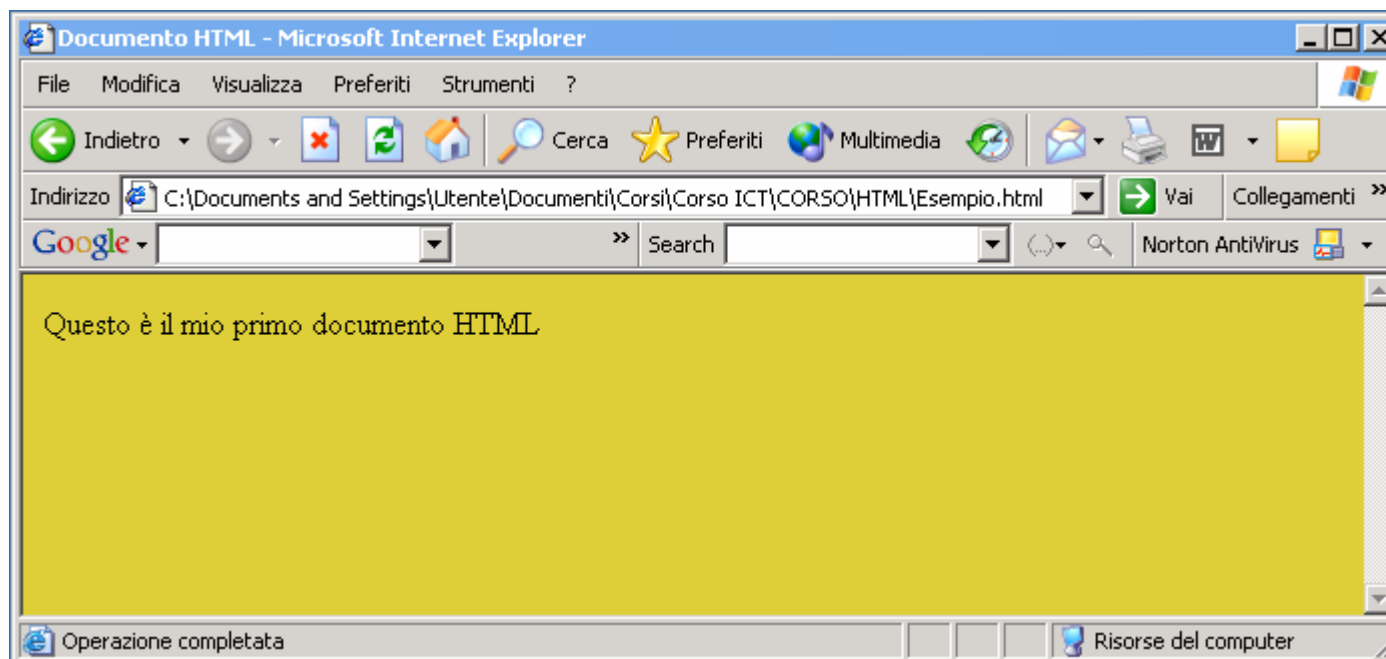 Documento HTML - Microsoft Internet Explorer
File Modifica Visualizza Preferiti Strumenti ?
Indietro Cerca Preferiti Multimedia W
Indirizzo C:\Documents and Settings\Utente\Documenti\Corsi\Corso ICT\CORSO\HTML\Esempio.html Vai Collegamenti »
Google » Search (...) Norton AntiVirus
Questo è il mio primo documento HTML
Operazione completata Risorse del computer